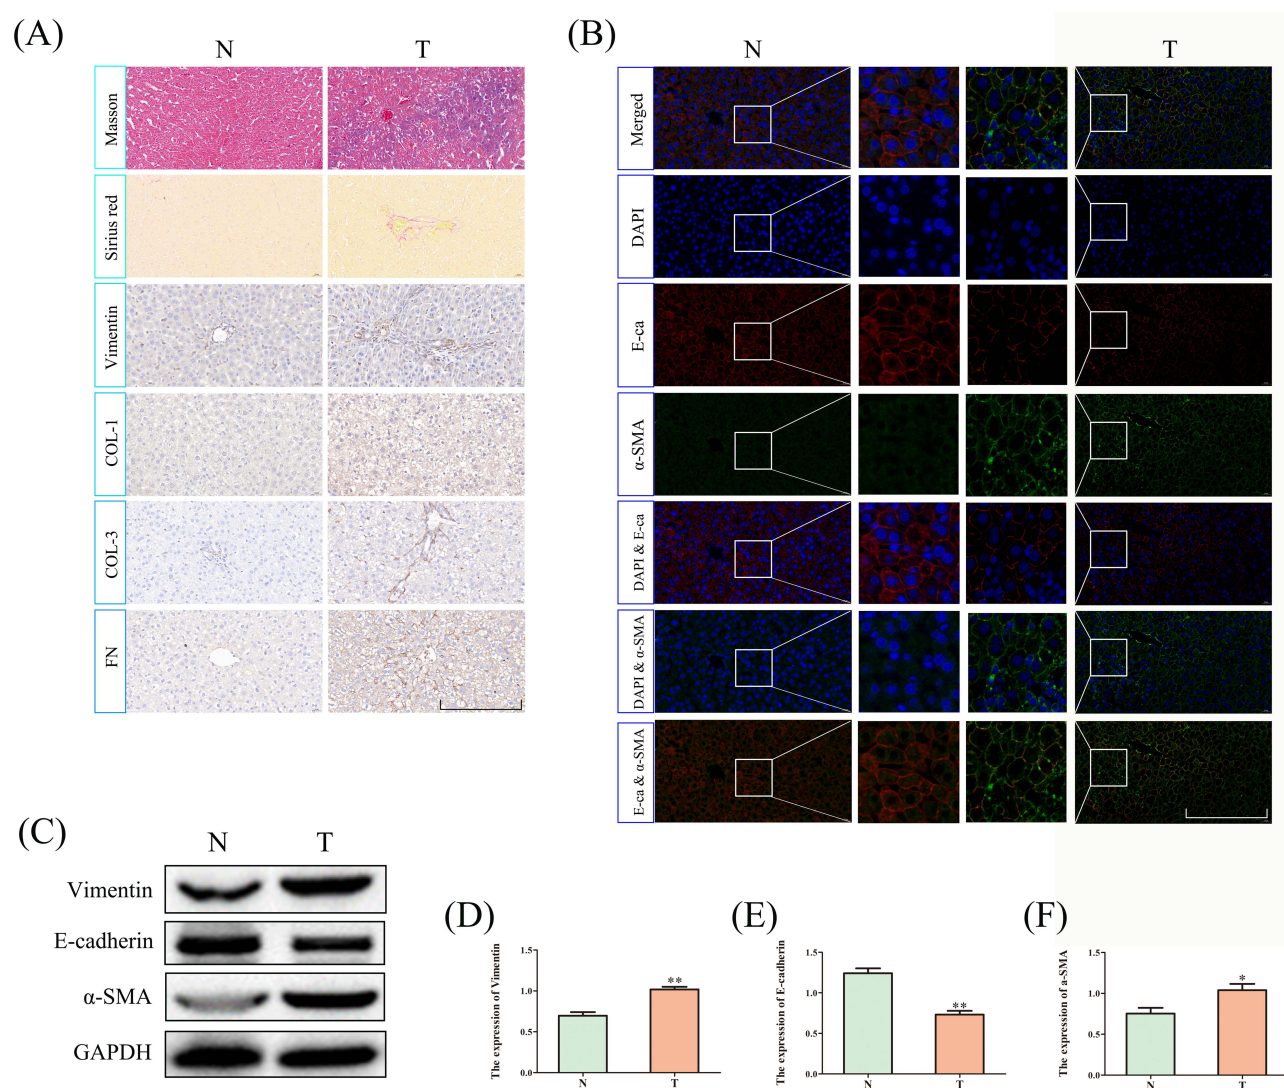 (A)
N T
Masson
Sirius red
Vimentin
COL-1
COL-3
FN
(B)
N T
Merged
DAPI
E-ca
α-SMA
DAPI & E-ca
DAPI & α-SMA
E-ca & α-SMA
(C)
N T
Vimentin
E-cadherin
α-SMA
GAPDH
(D)
The expression of Vimentin
1.5
1.0
0.5
0.0
**
N T
(E)
The expression of E-cadherin
1.5
1.0
0.5
0.0
**
N T
(F)
The expression of a-SMA
1.5
1.0
0.5
0.0
*
N T